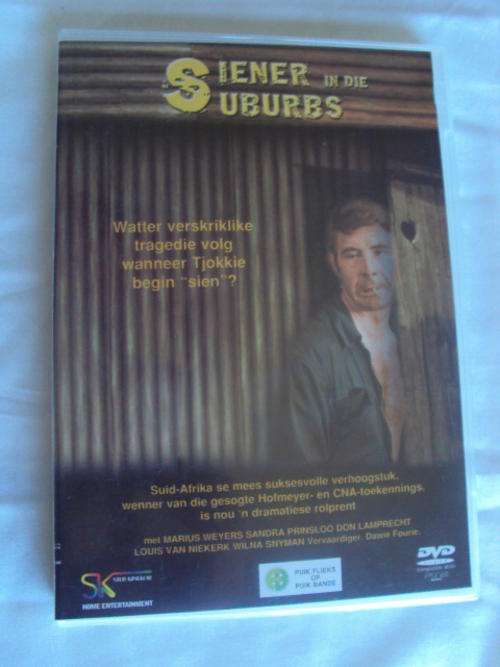 SIENER IN DIE
SUBURBS
Watter verskriklike
tragedie volg
wanneer Tjokkie
begin "sien"?
Suid-Afrika se mees suksesvolle verhoogstuk,
wenner van die gesogte Hofmeyer- en CNA-toekennings,
is nou 'n dramatiese rolprent
met MARIUS WEYERS SANDRA PRINSLOO DON LAMPRECHT
LOUIS VAN NIEKERK WILNA SNYMAN Vervaardiger. Dawie Fourie.
SK
HOME ENTERTAINMENT
PUIK FLIEKS
OP
PUIK-BANDE
DVD